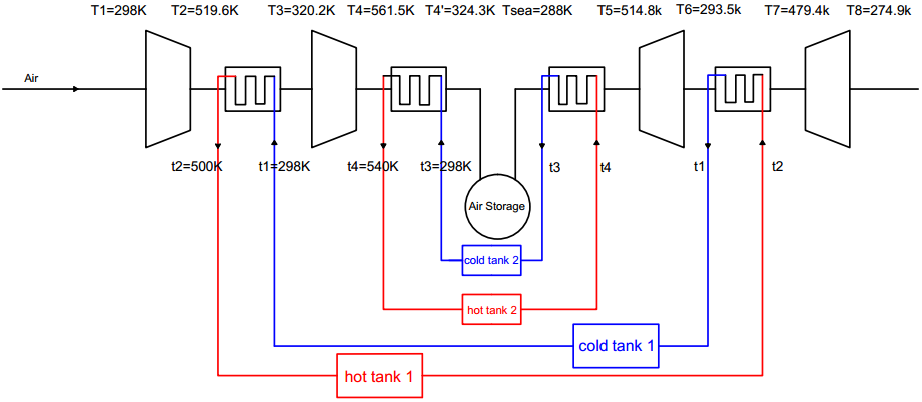 T1=298K T2=519.6K T3=320.2K T4=561.5K T4'=324.3K Tsea=288K T5=514.8k T6=293.5k T7=479.4k T8=274.9k
Air
t2=500K t1=298K t4=540K t3=298K t3 t4 t1 t2
Air Storage
cold tank 2
hot tank 2
cold tank 1
hot tank 1